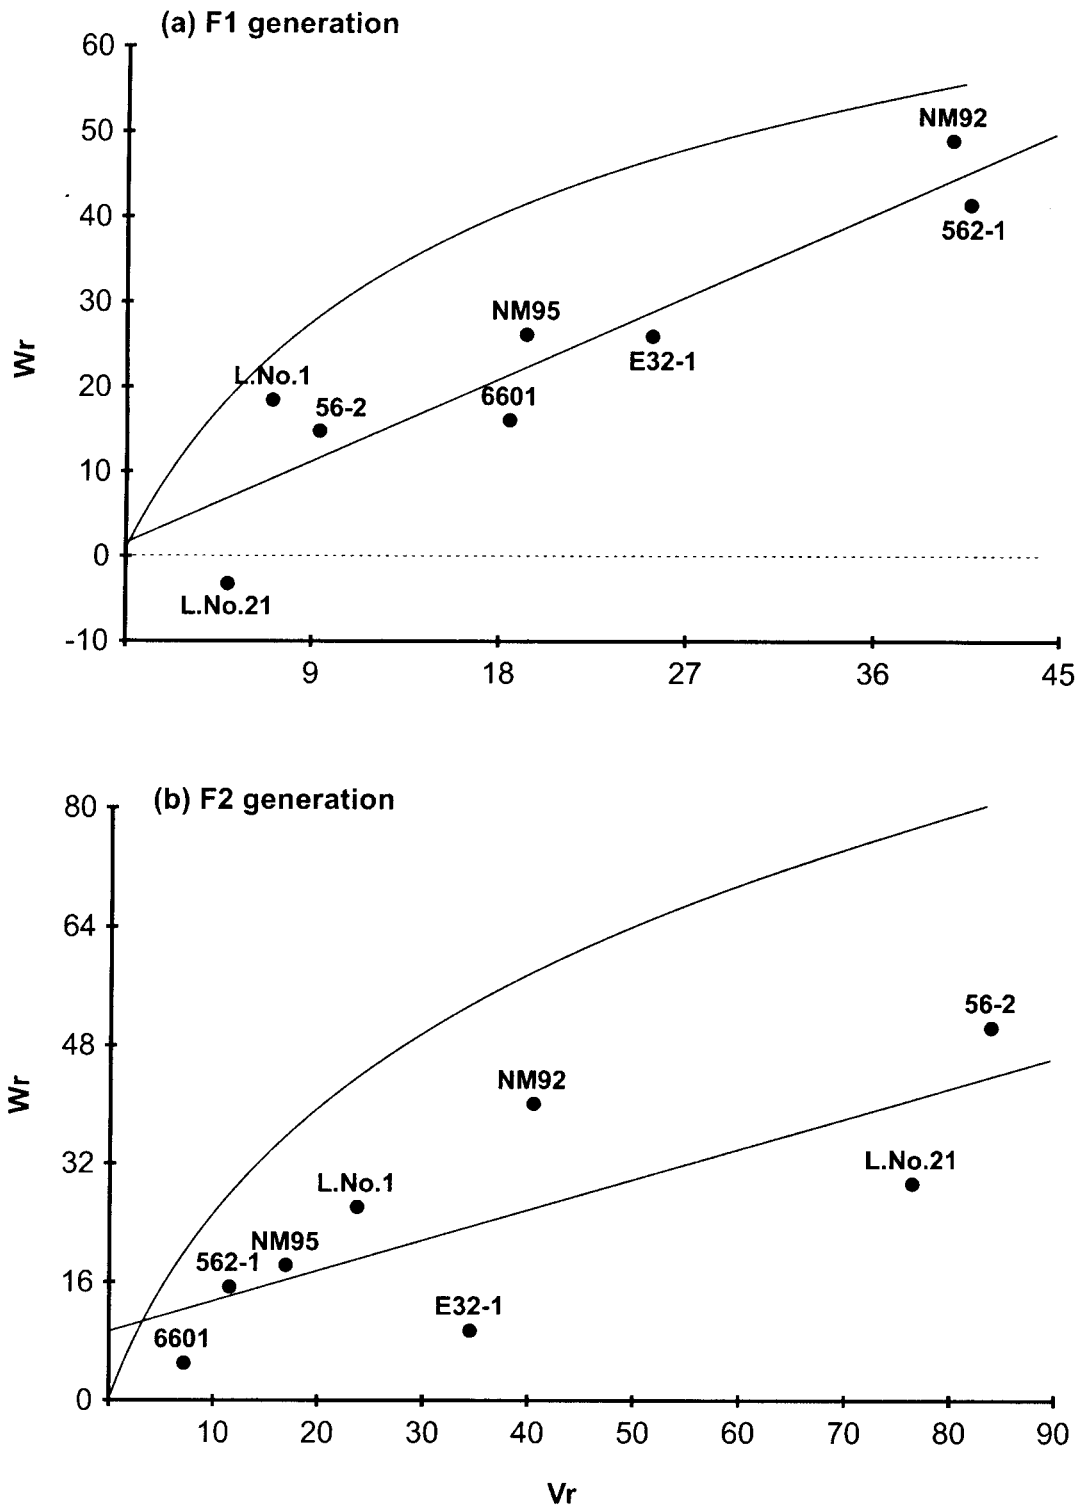 (a) F1 generation
60
50
40
30
20
10
0
-10
Wr
NM92
562-1
NM95
E32-1
L.No.1
6601
56-2
L.No.21
9 18 27 36 45
(b) F2 generation
80
64
48
32
16
0
Wr
56-2
NM92
L.No.21
L.No.1
NM95
562-1
E32-1
6601
10 20 30 40 50 60 70 80 90
Vr